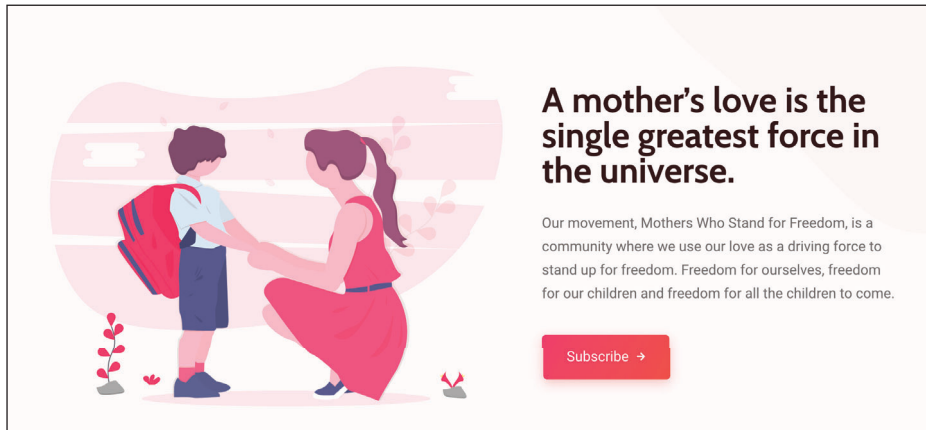 A mother’s love is the
single greatest force in
the universe.
Our movement, Mothers Who Stand for Freedom, is a
community where we use our love as a driving force to
stand up for freedom. Freedom for ourselves, freedom
for our children and freedom for all the children to come.
Subscribe →